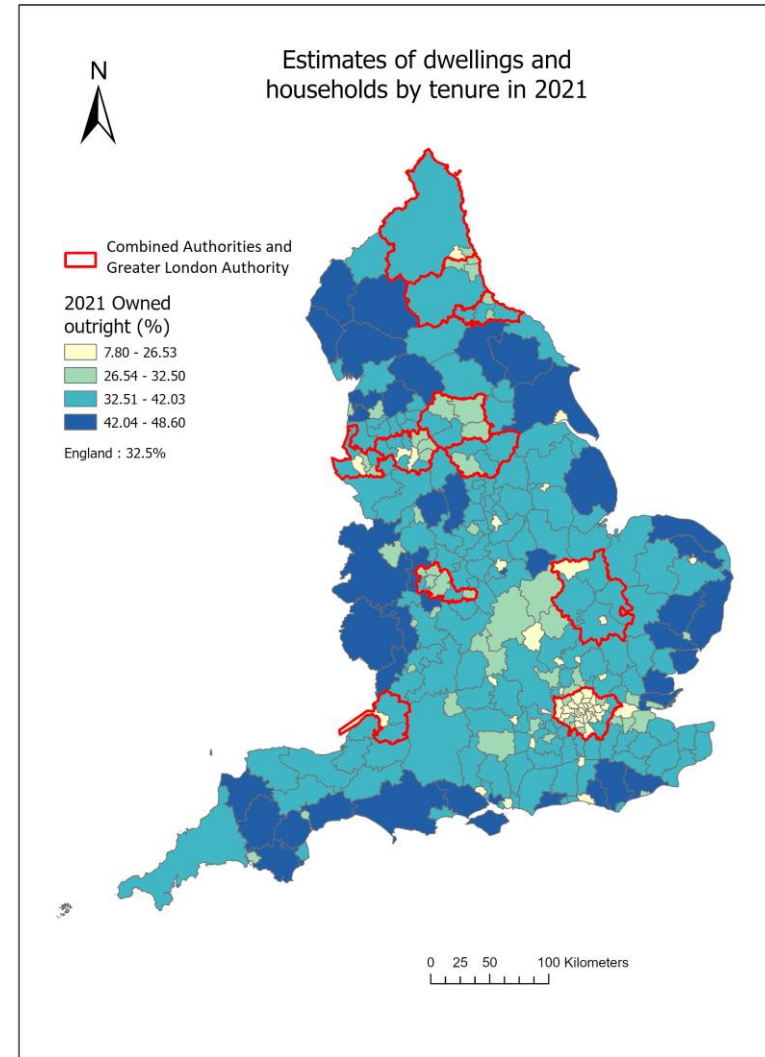 Estimates of dwellings and
households by tenure in 2021
N
Combined Authorities and
Greater London Authority
2021 Owned
outright (%)
7.80 - 26.53
26.54 - 32.50
32.51 - 42.03
42.04 - 48.60
England : 32.5%
0 25 50 100 Kilometers